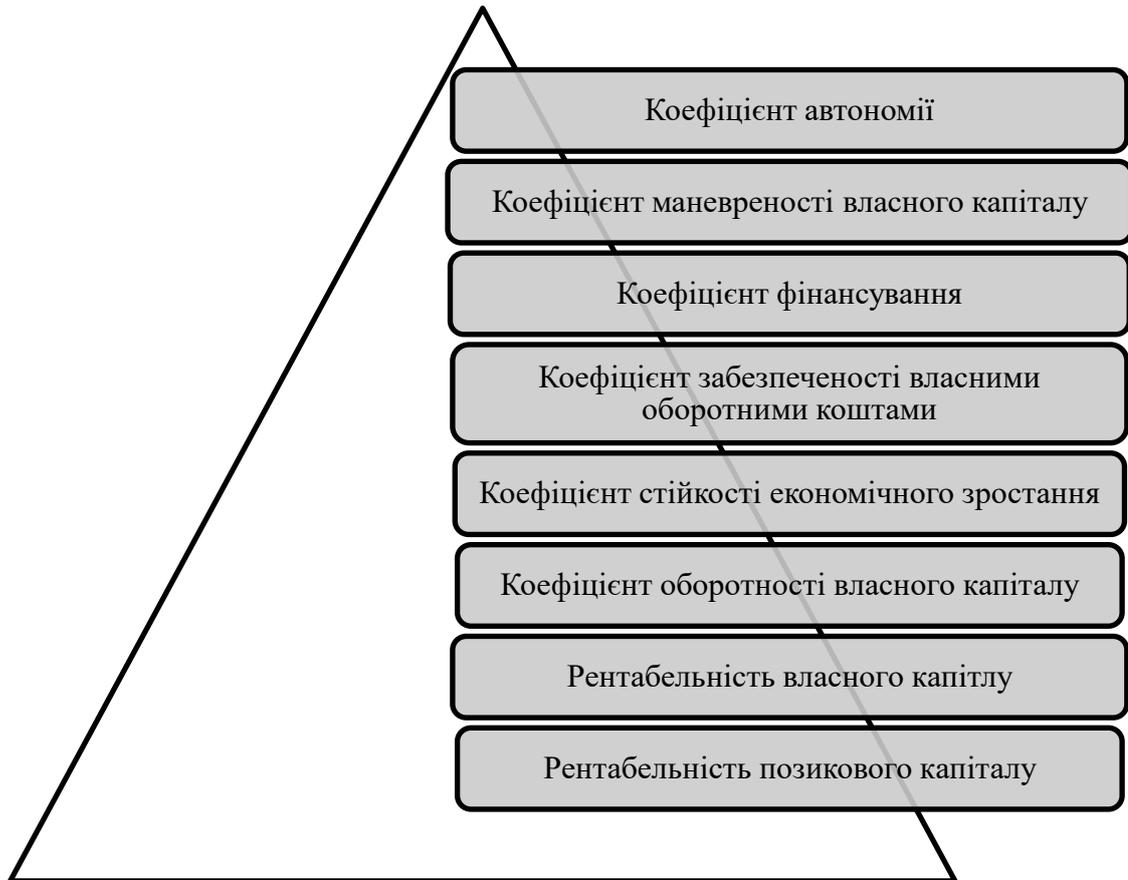 Коефіцієнт автономії
Коефіцієнт маневреності власного капіталу
Коефіцієнт фінансування
Коефіцієнт забезпеченості власними
оборотними коштами
Коефіцієнт стійкості економічного зростання
Коефіцієнт оборотності власного капіталу
Рентабельність власного капітлу
Рентабельність позикового капіталу